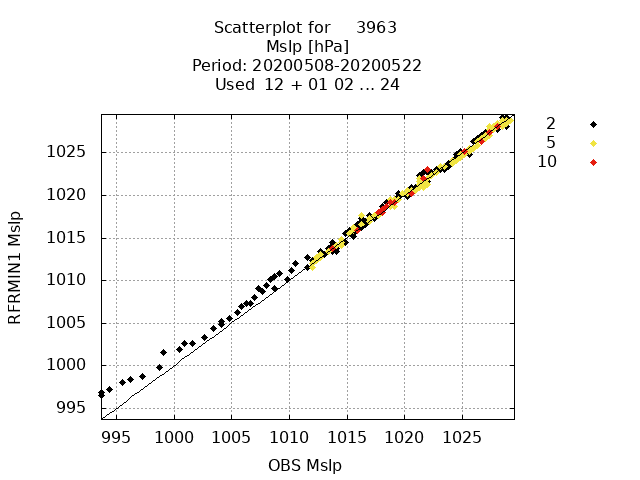 Scatterplot for 3963
Mslp [hPa]
Period: 20200508-20200522
Used 12 + 01 02 ... 24
2
5
10
1025
1020
1015
1010
1005
1000
995
RFRMIN1 Mslp
995 1000 1005 1010 1015 1020 1025
OBS Mslp